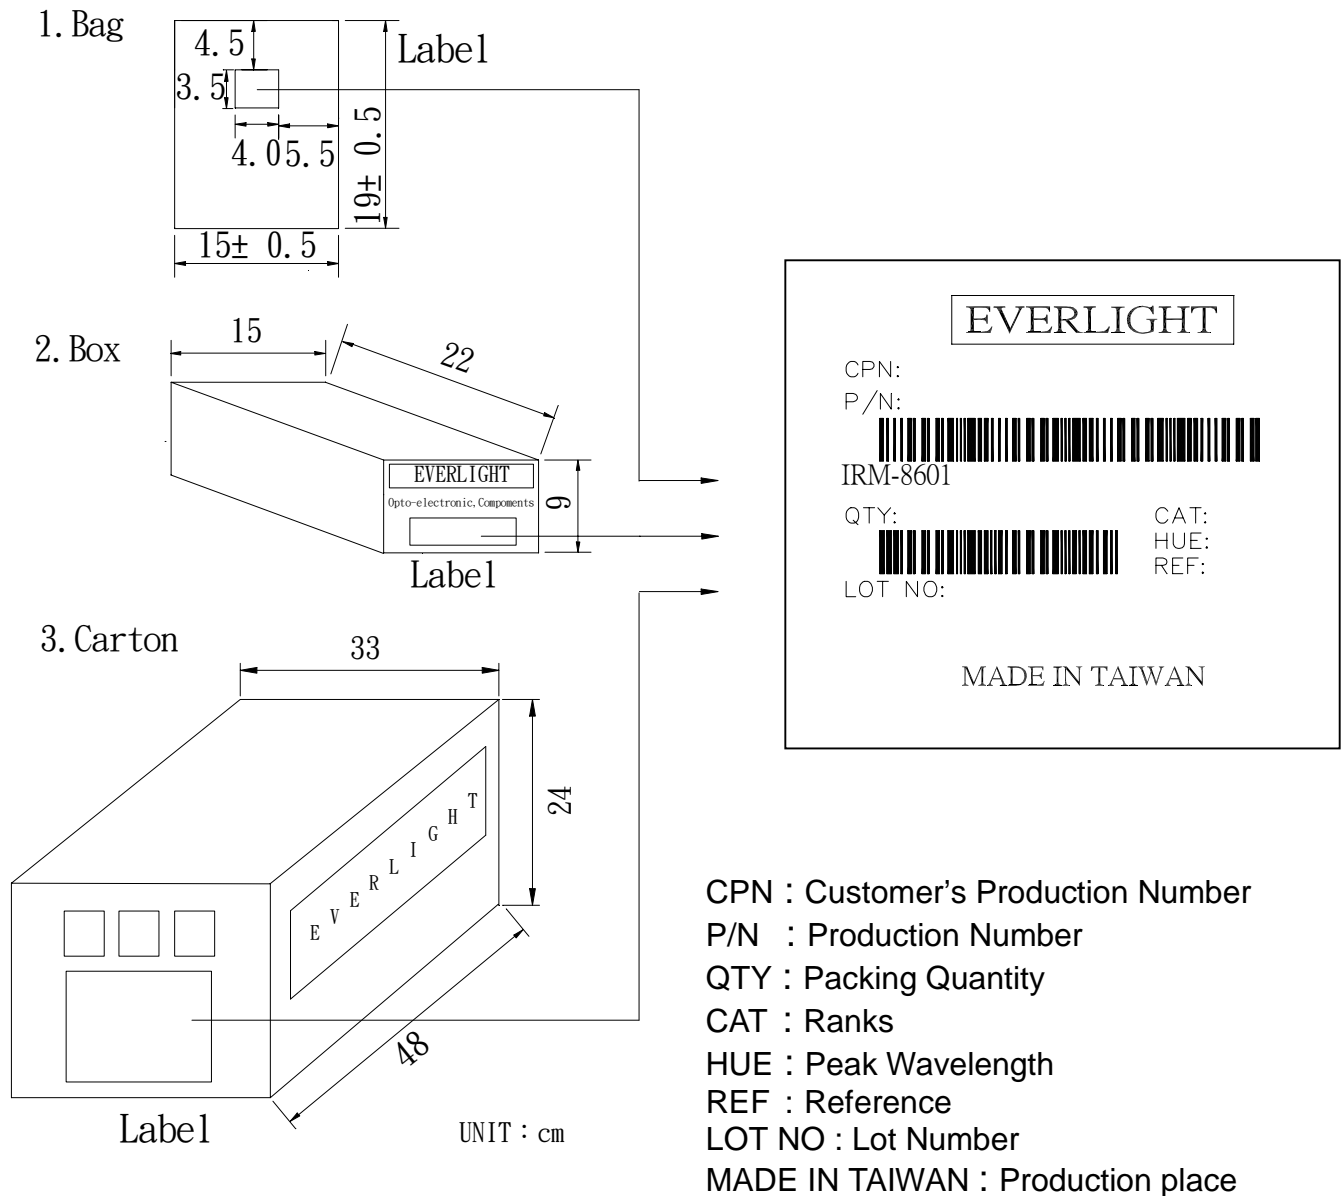 1. Bag
4.5
Label
3.5
4.0 5.5
19± 0.5
15± 0.5
2. Box
15
22
EVERLIGHT
Opto-electronic, Compoments
9
Label
3. Carton
33
24
EVERLIGHT
48
Label
UNIT：cm
EVERLIGHT
CPN:
P/N:
IRM-8601
QTY:
CAT:
HUE:
REF:
LOT NO:
MADE IN TAIWAN
CPN：Customer's Production Number
P/N ：Production Number
QTY：Packing Quantity
CAT：Ranks
HUE：Peak Wavelength
REF：Reference
LOT NO : Lot Number
MADE IN TAIWAN：Production place